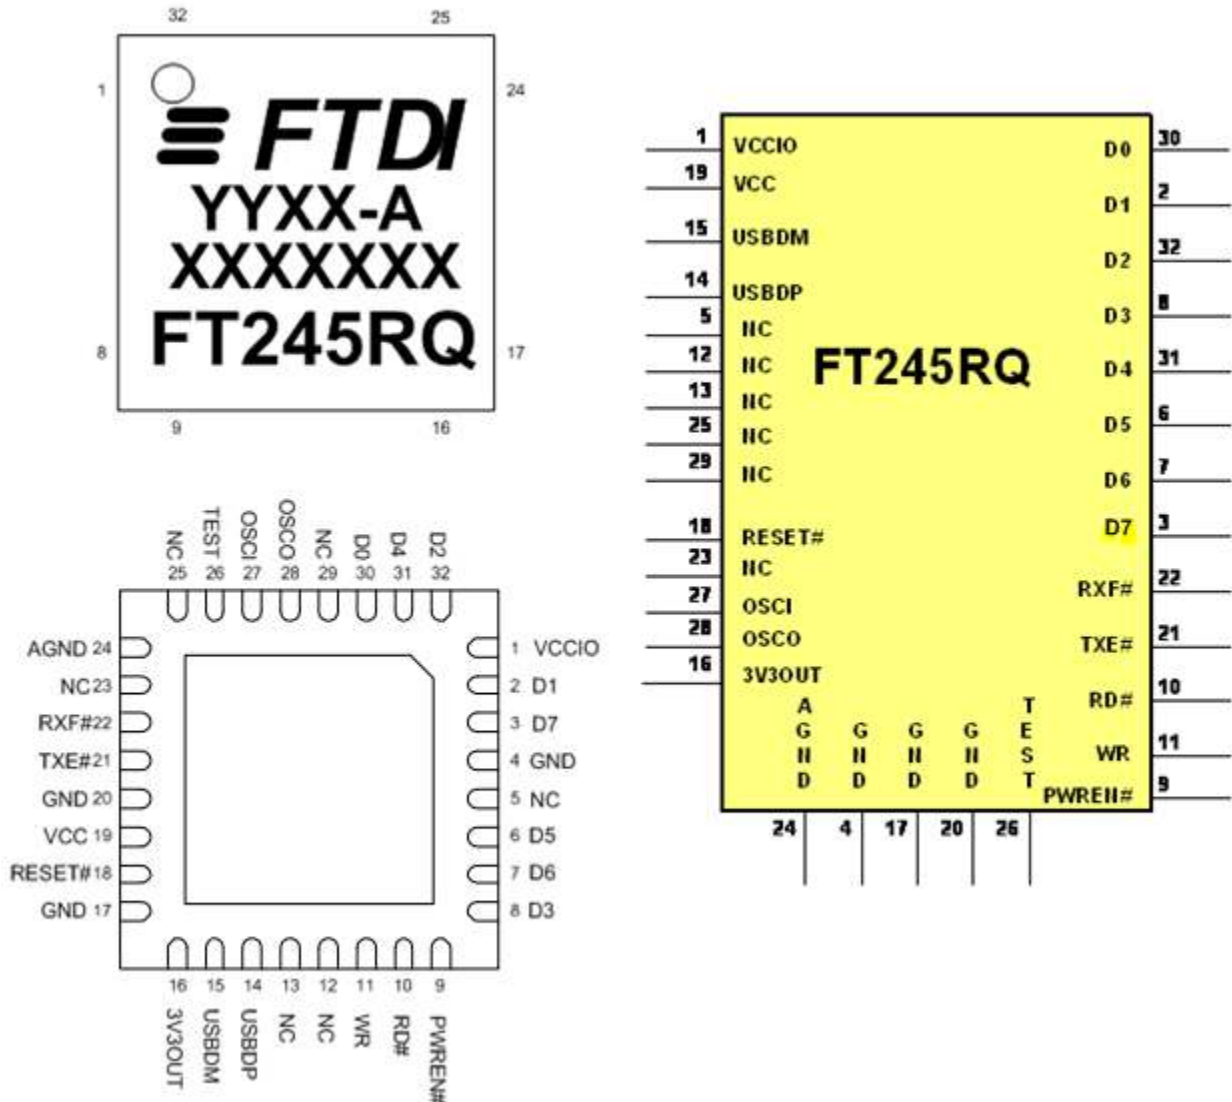 32 25
1 24
FTDI
YYXX-A
XXXXXXX
FT245RQ
8 17
9 16
NC 25
TEST 26
OSCI 27
OSCO 28
NC 29
D0 30
D4 31
D2 32
AGND 24
NC 23
RXF# 22
TXE# 21
GND 20
VCC 19
RESET# 18
GND 17
1 VCCIO
2 D1
3 D7
4 GND
5 NC
6 D5
7 D6
8 D3
16 3V3OUT
15 USBDM
14 USBDP
13 NC
12 NC
11 WR
10 RD#
9 PWREN#
FT245RQ
1 VCCIO
19 VCC
15 USBDM
14 USBDP
5 NC
12 NC
13 NC
25 NC
29 NC
18 RESET#
23 NC
27 OSCI
28 OSCO
16 3V3OUT
D0 30
D1 2
D2 32
D3 8
D4 31
D5 6
D6 7
D7 3
RXF# 22
TXE# 21
RD# 10
WR 11
PWREN# 9
AGND 24
GND 4
GND 17
GND 20
TEST 26